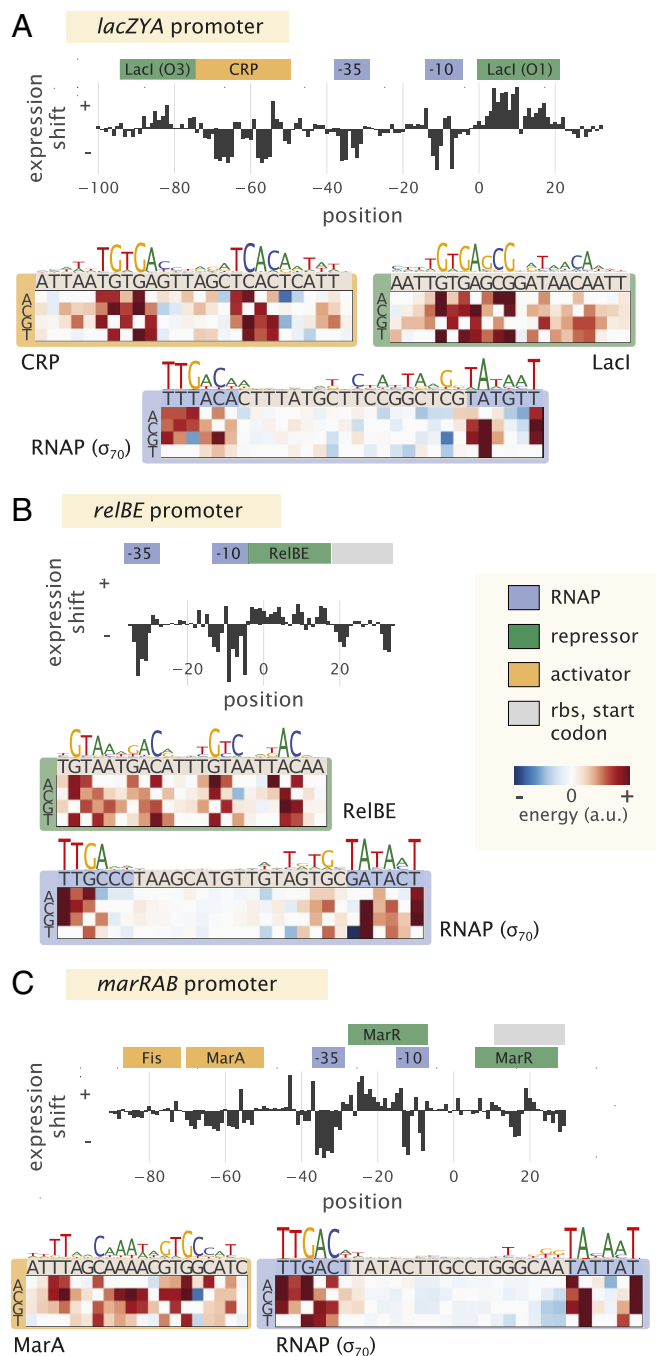 A
lacZYA promoter
LacI (O3)
CRP
-35
-10
LacI (O1)
expression shift
+
-
−100
−80
−60
−40
−20
0
20
position
ATTAATGTGAGTTAGCTCACTCATT
A
C
G
T
CRP
AATTGTGAGCGGATAACAATT
A
C
G
T
LacI
TTTACACTTTATGCTTCCGGCTCGTATGTT
A
C
G
T
RNAP (σ70)
B
relBE promoter
-35
-10
RelBE
expression shift
+
-
−20
0
20
position
TGTAATGACATTTGTAATTACAA
A
C
G
T
RelBE
TTGCCCTAAGCATGTTGTAGTGCGATACT
A
C
G
T
RNAP (σ70)
RNAP
repressor
activator
rbs, start
codon
-
0
+
energy (a.u.)
C
marRAB promoter
MarR
Fis
MarA
-35
-10
MarR
expression shift
+
-
−80
−60
−40
−20
0
20
position
ATTTAGCAAAACGTGGCATC
A
C
G
T
MarA
TTGACTTATACTTGCCTGGGCAATATTAT
A
C
G
T
RNAP (σ70)